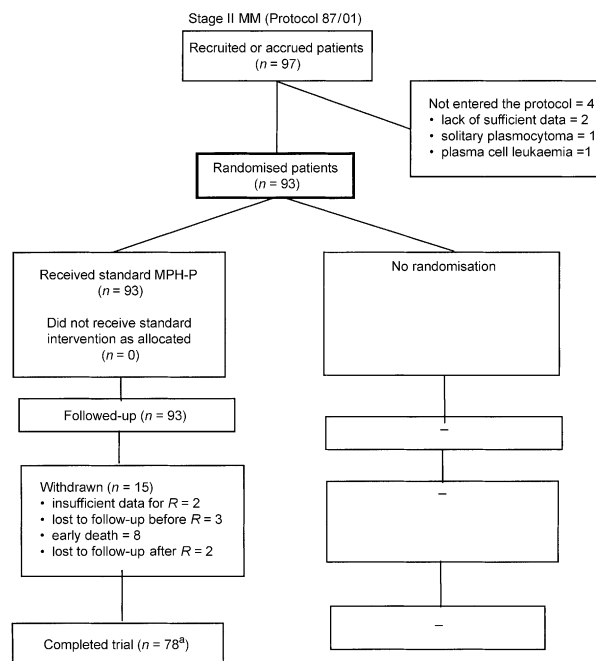 Stage II MM (Protocol 87/01)
Recruited or accrued patients
(n = 97)
Not entered the protocol = 4
• lack of sufficient data = 2
• solitary plasmocytoma = 1
• plasma cell leukaemia =1
Randomised patients
(n = 93)
Received standard MPH-P
(n = 93)
Did not receive standard
intervention as allocated
(n = 0)
No randomisation
Followed-up (n = 93)
–
Withdrawn (n = 15)
• insufficient data for R = 2
• lost to follow-up before R = 3
• early death = 8
• lost to follow-up after R = 2
–
Completed trial (n = 78ᵃ)
–